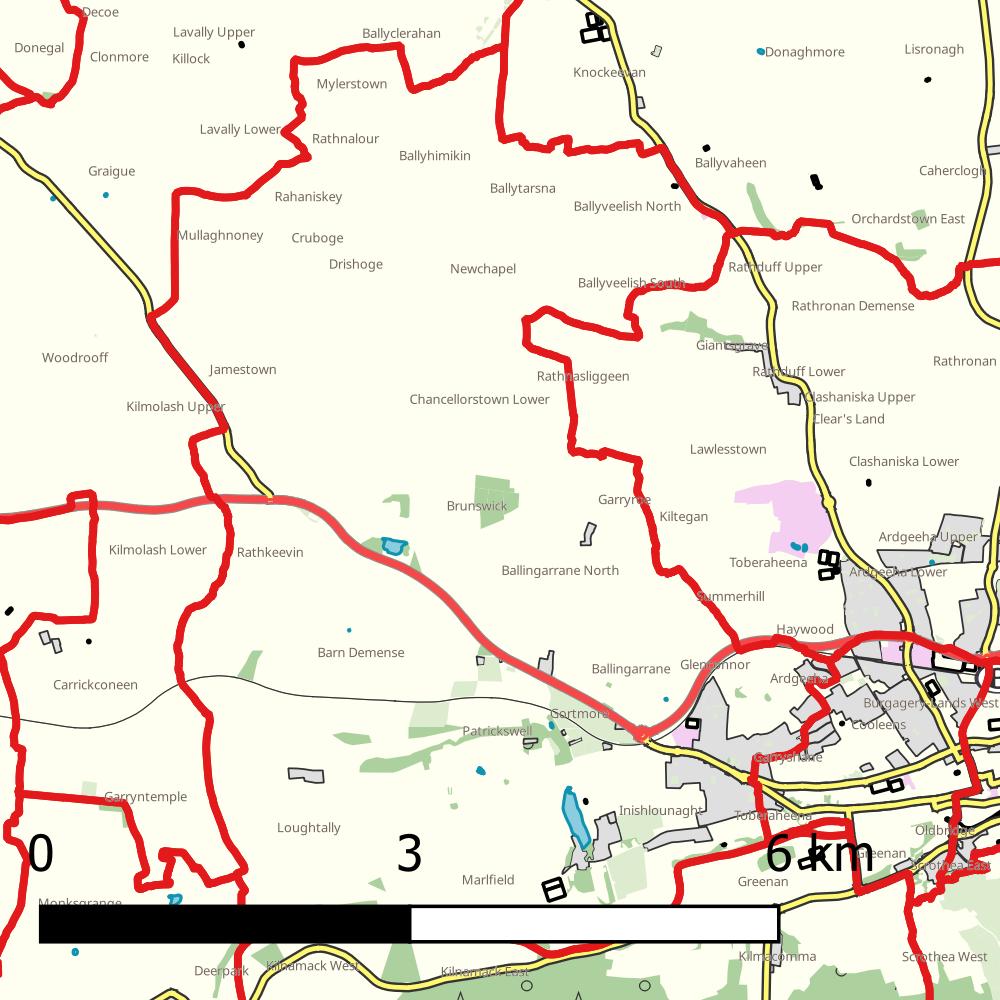 Decoe
Lavally Upper
Ballyclerahan
Donegal
Clonmore
Killock
Donaghmore
Lisronagh
Knockeevan
Mylerstown
Lavally Lower
Rathnalour
Ballyhimikin
Ballyvaheen
Graigue
Caherclogh
Rahaniskey
Ballytarsna
Ballyveelish North
Orchardstown East
Mullaghnoney
Cruboge
Drishoge
Newchapel
Rathduff Upper
Ballyveelish South
Rathronan Demense
Woodrooff
Giantsgrave
Rathronan
Jamestown
Rathnasliggeen
Rathduff Lower
Kilmolash Upper
Chancellorstown Lower
Clashaniska Upper
Clear's Land
Lawlesstown
Clashaniska Lower
Brunswick
Garryroe
Kiltegan
Kilmolash Lower
Rathkeevin
Ardgeeha Upper
Ballingarrane North
Toberaheena
Ardgeeha Lower
Summerhill
Haywood
Barn Demense
Ballingarrane
Glenconnor
Carrickconeen
Ardgeeha
Burgagery-Lands West
Gortmore
Patrickswell
Cooleens
Garryshane
Garryntemple
Inishlounaght
Toberaheena
Loughtally
Oldbridge
0
3
6 km
Greenan
Scrothea East
Marlfield
Greenan
Monksgrange
Deerpark
Kilnamack West
Kilnamack East
Kilmacomma
Scrothea West